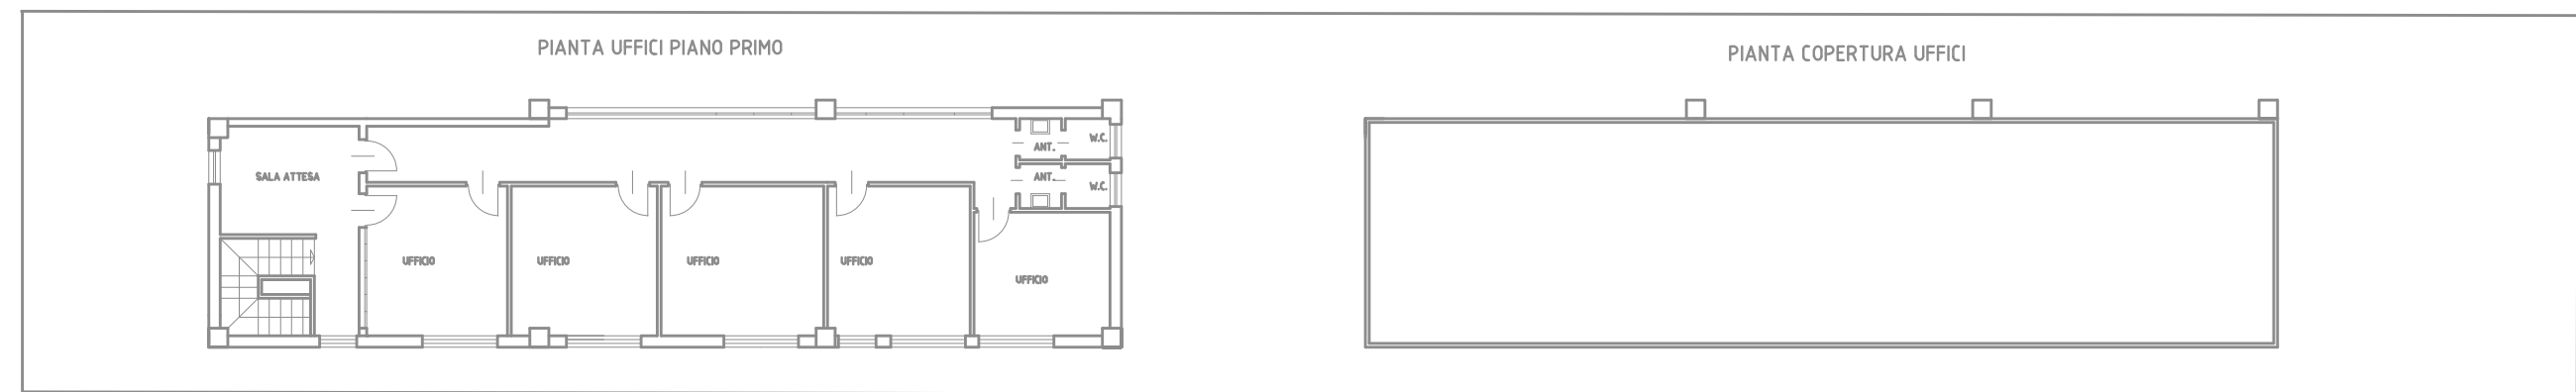 PIANTA UFFICI PIANO PRIMO
PIANTA COPERTURA UFFICI
W.C.
ANT.
SALA ATTESA
ANT.
W.C.
UFFICIO
UFFICIO
UFFICIO
UFFICIO
UFFICIO